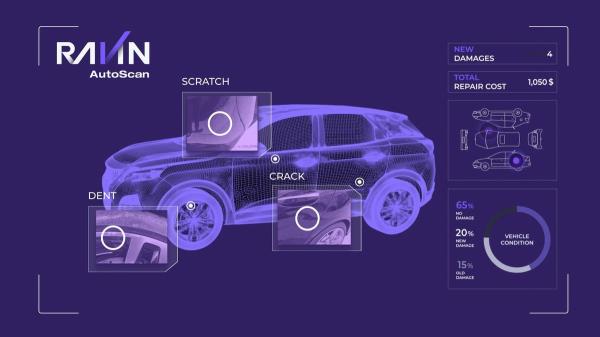 RAVIN
AutoScan
SCRATCH
CRACK
DENT
NEW
DAMAGES
4
TOTAL
REPAIR COST
1,050 $
65%
NO
DAMAGE
20%
NEW
DAMAGE
15%
OLD
DAMAGE
VEHICLE
CONDITION